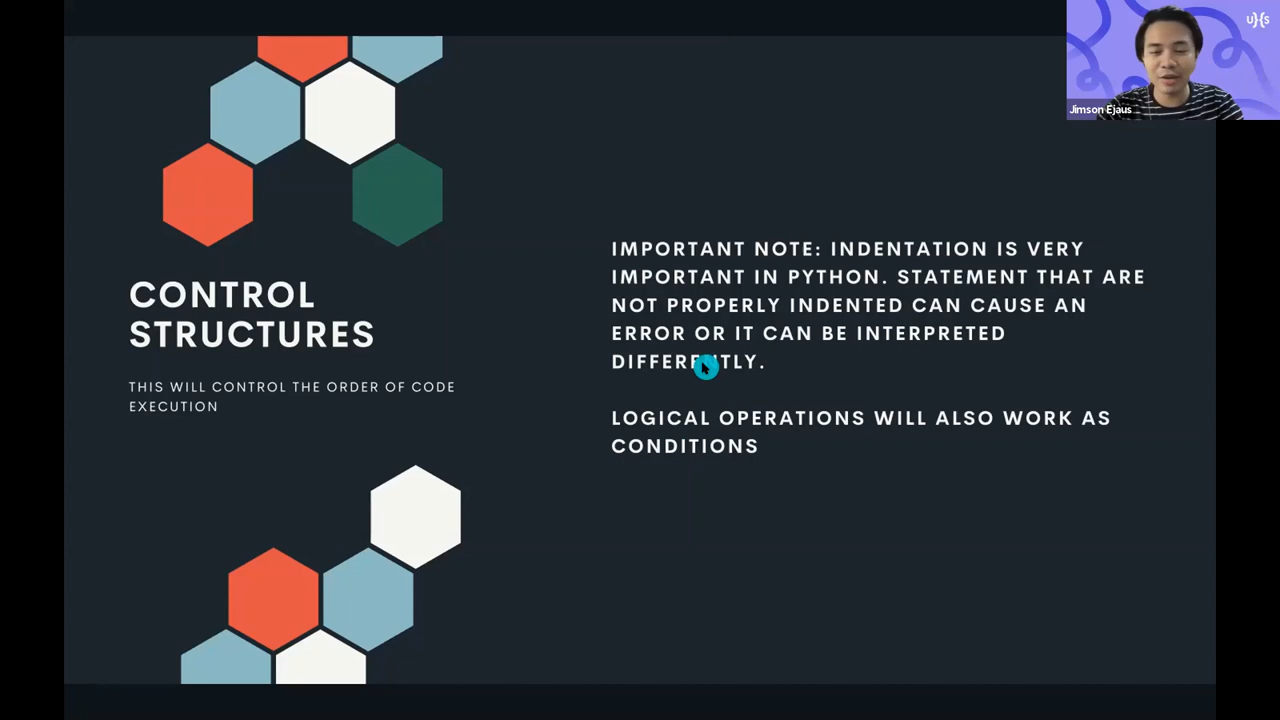 CONTROL
STRUCTURES
THIS WILL CONTROL THE ORDER OF CODE
EXECUTION
IMPORTANT NOTE: INDENTATION IS VERY
IMPORTANT IN PYTHON. STATEMENT THAT ARE
NOT PROPERLY INDENTED CAN CAUSE AN
ERROR OR IT CAN BE INTERPRETED
DIFFERENTLY.
LOGICAL OPERATIONS WILL ALSO WORK AS
CONDITIONS
Jimson Ejaus